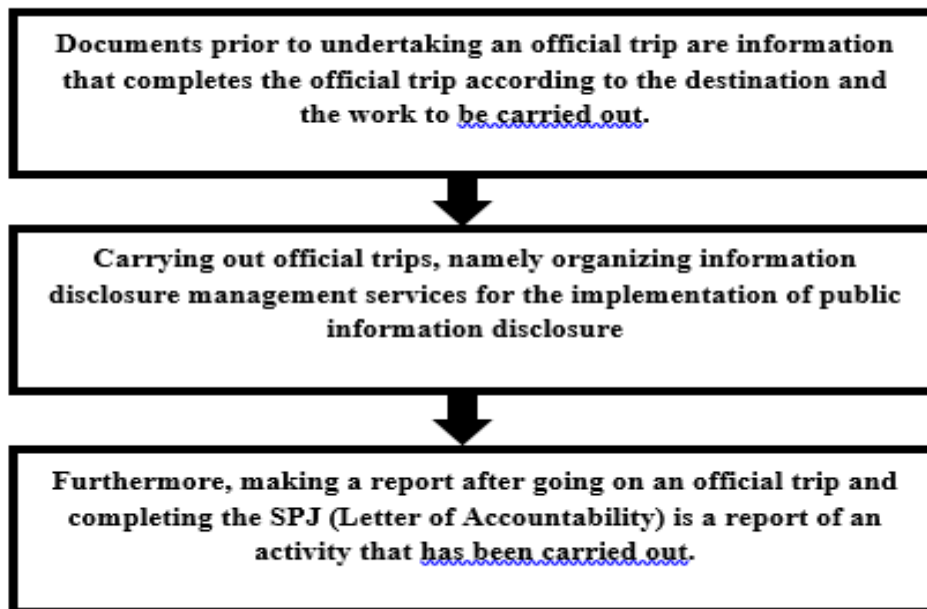 Documents prior to undertaking an official trip are information
that completes the official trip according to the destination and
the work to be carried out.
Carrying out official trips, namely organizing information
disclosure management services for the implementation of public
information disclosure
Furthermore, making a report after going on an official trip and
completing the SPJ (Letter of Accountability) is a report of an
activity that has been carried out.